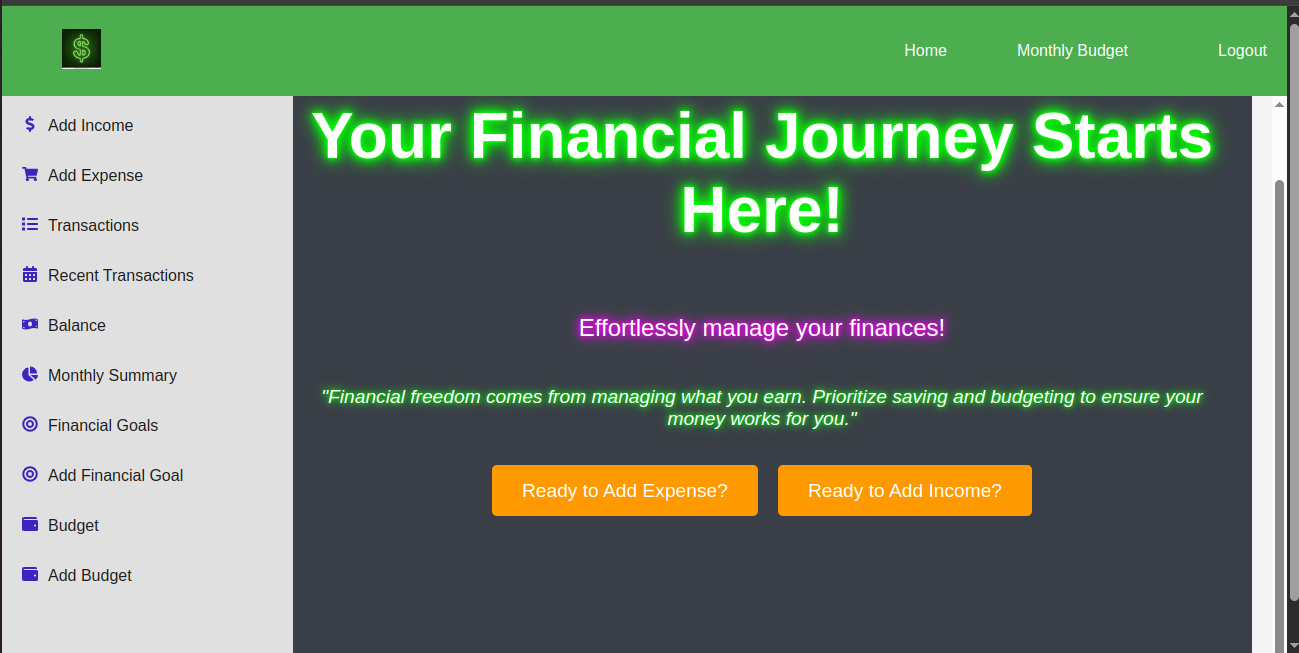 Home
Monthly Budget
Logout
Add Income
Add Expense
Transactions
Recent Transactions
Balance
Monthly Summary
Financial Goals
Add Financial Goal
Budget
Add Budget
Your Financial Journey Starts
Here!
Effortlessly manage your finances!
"Financial freedom comes from managing what you earn. Prioritize saving and budgeting to ensure your
money works for you."
Ready to Add Expense?
Ready to Add Income?